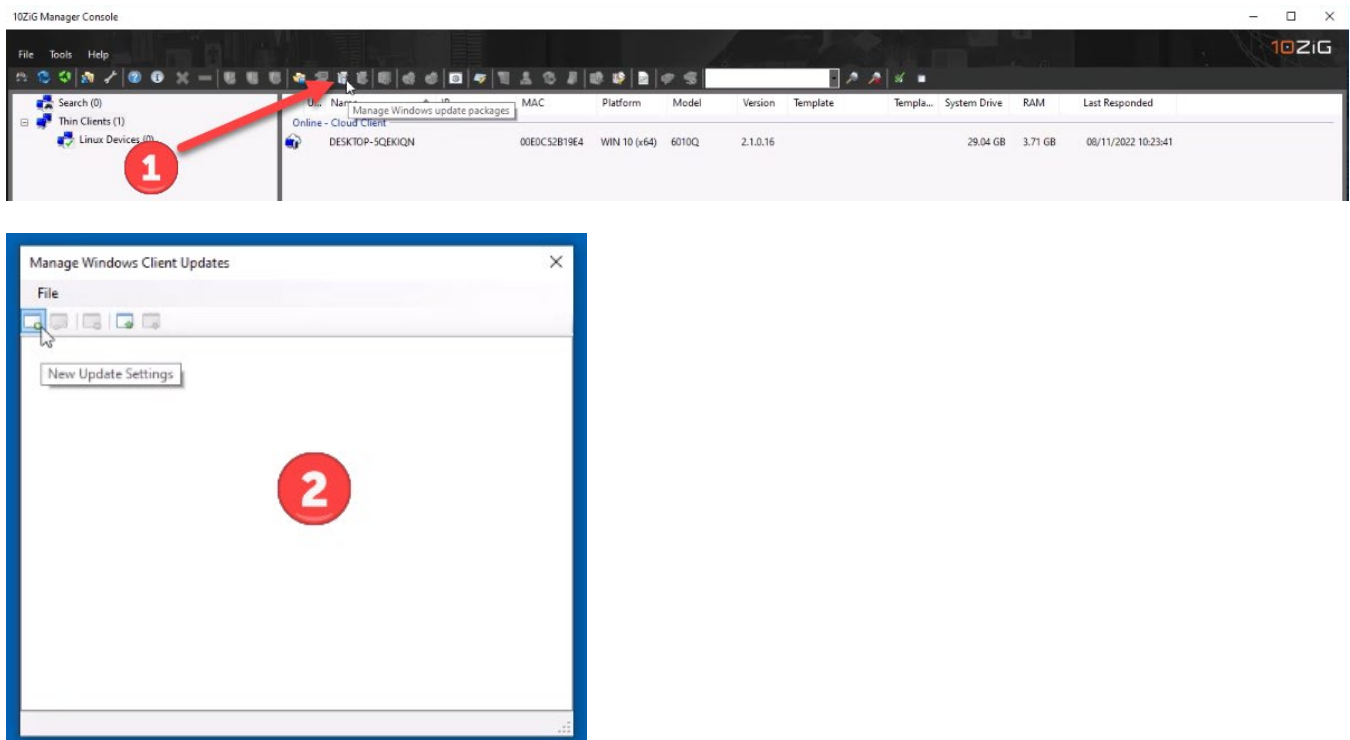 10ZiG Manager Console
File Tools Help
10ZiG
Search (0)
Thin Clients (1)
Linux Devices (0)
U... Name IP MAC Platform Model Version Template Templa... System Drive RAM Last Responded
Manage Windows update packages
Online - Cloud Client
DESKTOP-5QEKIQN 00E0C52B19E4 WIN 10 (x64) 6010Q 2.1.0.16 29.04 GB 3.71 GB 08/11/2022 10:23:41
1
Manage Windows Client Updates
File
New Update Settings
2